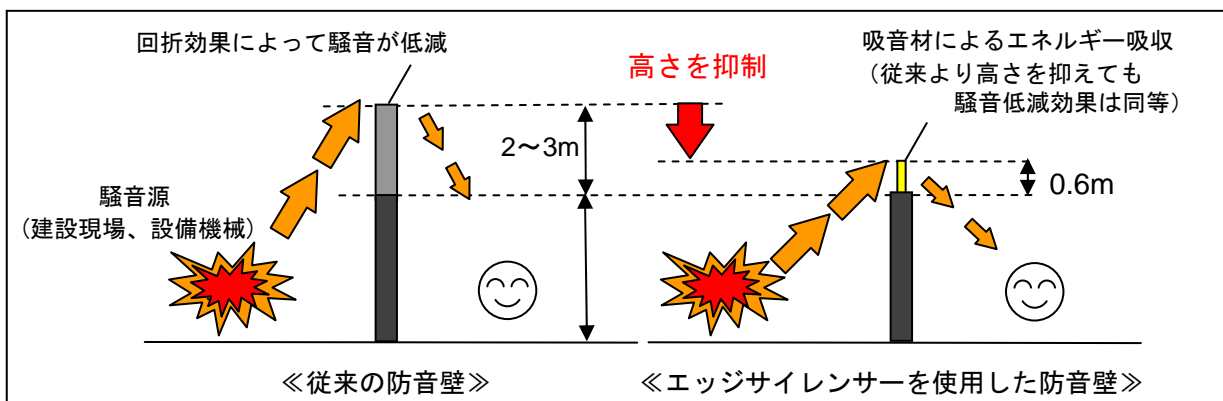 回折効果によって騒音が低減
騒音源
（建設現場、設備機械）
2～3m
≪従来の防音壁≫
高さを抑制
吸音材によるエネルギー吸収
（従来より高さを抑えても
騒音低減効果は同等）
0.6m
≪エッジサイレンサーを使用した防音壁≫